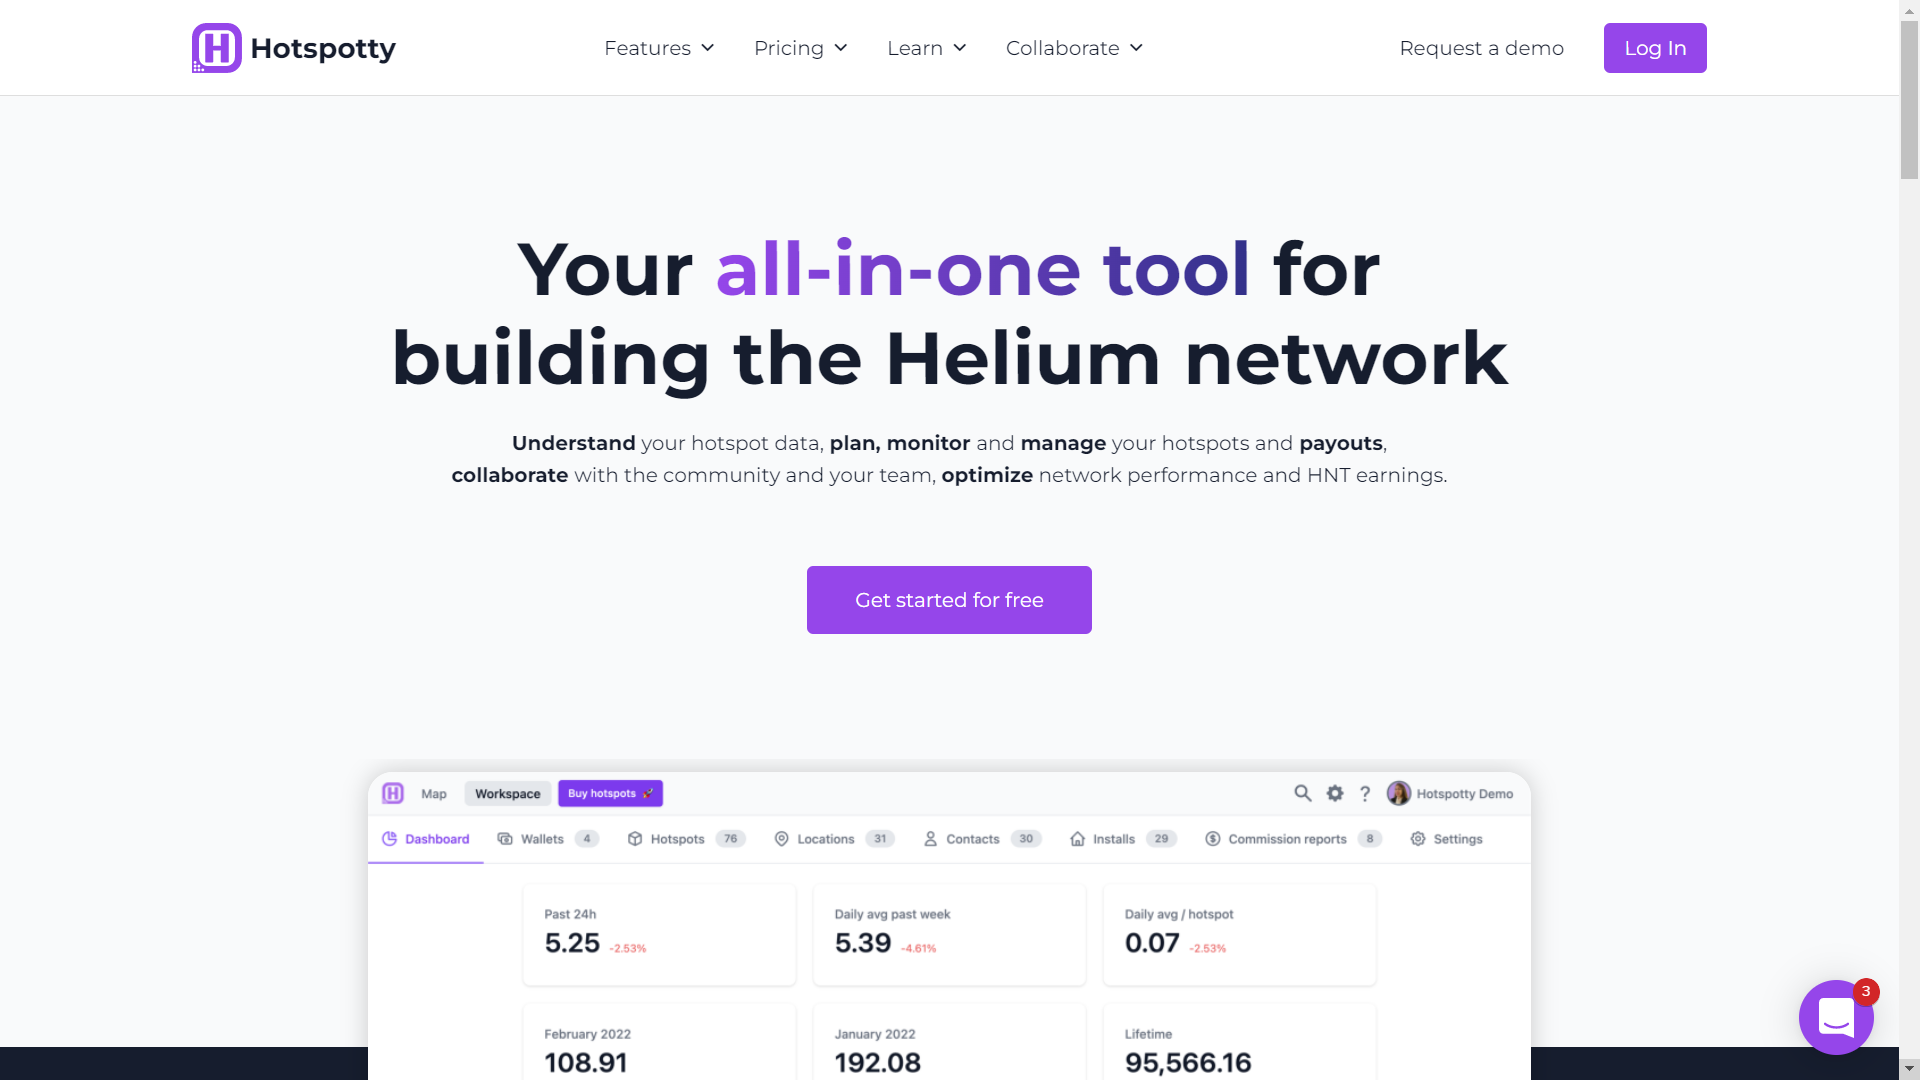 Hotspotty
Features
Pricing
Learn
Collaborate
Request a demo
Log In
Your all-in-one tool for
building the Helium network
Understand your hotspot data, plan, monitor and manage your hotspots and payouts,
collaborate with the community and your team, optimize network performance and HNT earnings.
Get started for free
Map
Workspace
Buy hotspots 🚀
Hotspotty Demo
Dashboard
Wallets 4
Hotspots 76
Locations 31
Contacts 30
Installs 29
Commission reports 8
Settings
Past 24h
5.25 -2.53%
Daily avg past week
5.39 -4.61%
Daily avg / hotspot
0.07 -2.53%
February 2022
108.91
January 2022
192.08
Lifetime
95,566.16
3